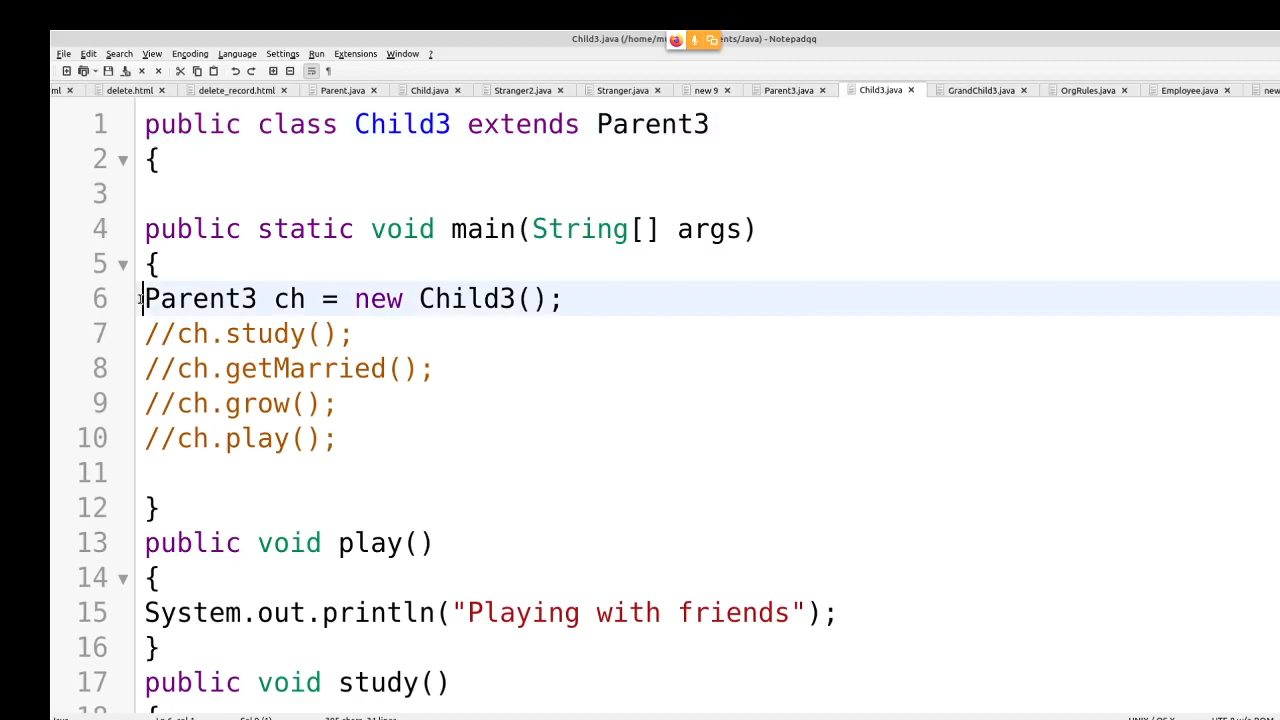 Child3.java (/home/m ents/Java) - Notepadqq
File Edit Search View Encoding Language Settings Run Extensions Window ?
ml delete.html delete_record.html Parent.java Child.java Stranger2.java Stranger.java new 9 Parent3.java Child3.java GrandChild3.java OrgRules.java Employee.java new
1 public class Child3 extends Parent3
2 {
3
4 public static void main(String[] args)
5 {
6 Parent3 ch = new Child3();
7 //ch.study();
8 //ch.getMarried();
9 //ch.grow();
10 //ch.play();
11
12 }
13 public void play()
14 {
15 System.out.println("Playing with friends");
16 }
17 public void study()